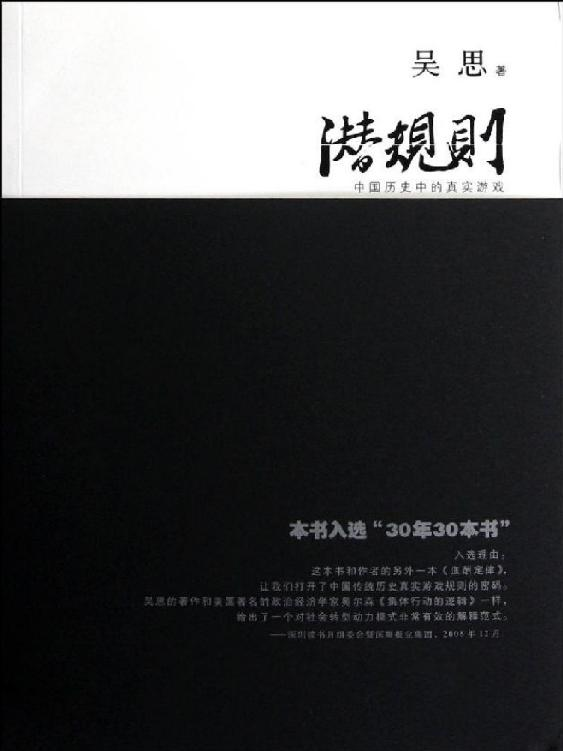 吴 思 著
潜規則
中国历史中的真实游戏
本书入选“30年30本书”
入选理由：
这本书和作者的另外一本《血酬定律》，
让我们打开了中国传统历史真实游戏规则的密码。
吴思的著作和美国著名的政治经济学家奥尔森《集体行动的逻辑》一样，
给出了一个对社会转型动力模式非常有效的解释范式。
——深圳读书月组委会暨深圳报业集团，2008年12月